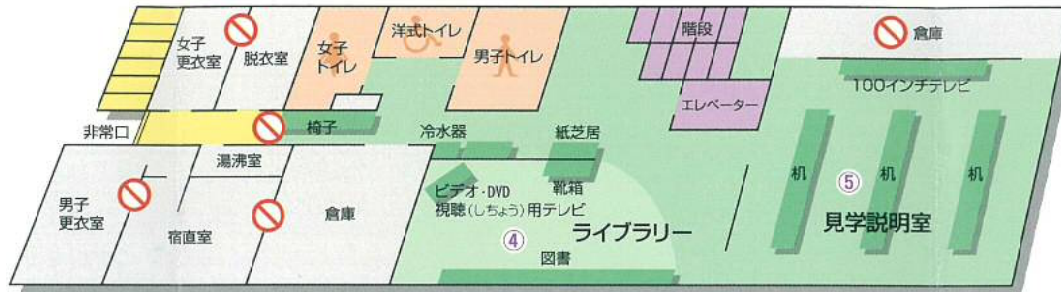 女子
更衣室
脱衣室
女子
トイレ
洋式トイレ
男子トイレ
階段
エレベーター
倉庫
100インチテレビ
非常口
椅子
冷水器
紙芝居
湯沸室
男子
更衣室
宿直室
倉庫
ビデオ・DVD
視聴(しちょう)用テレビ
靴箱
④
ライブラリー
図書
机
⑤
机
机
見学説明室